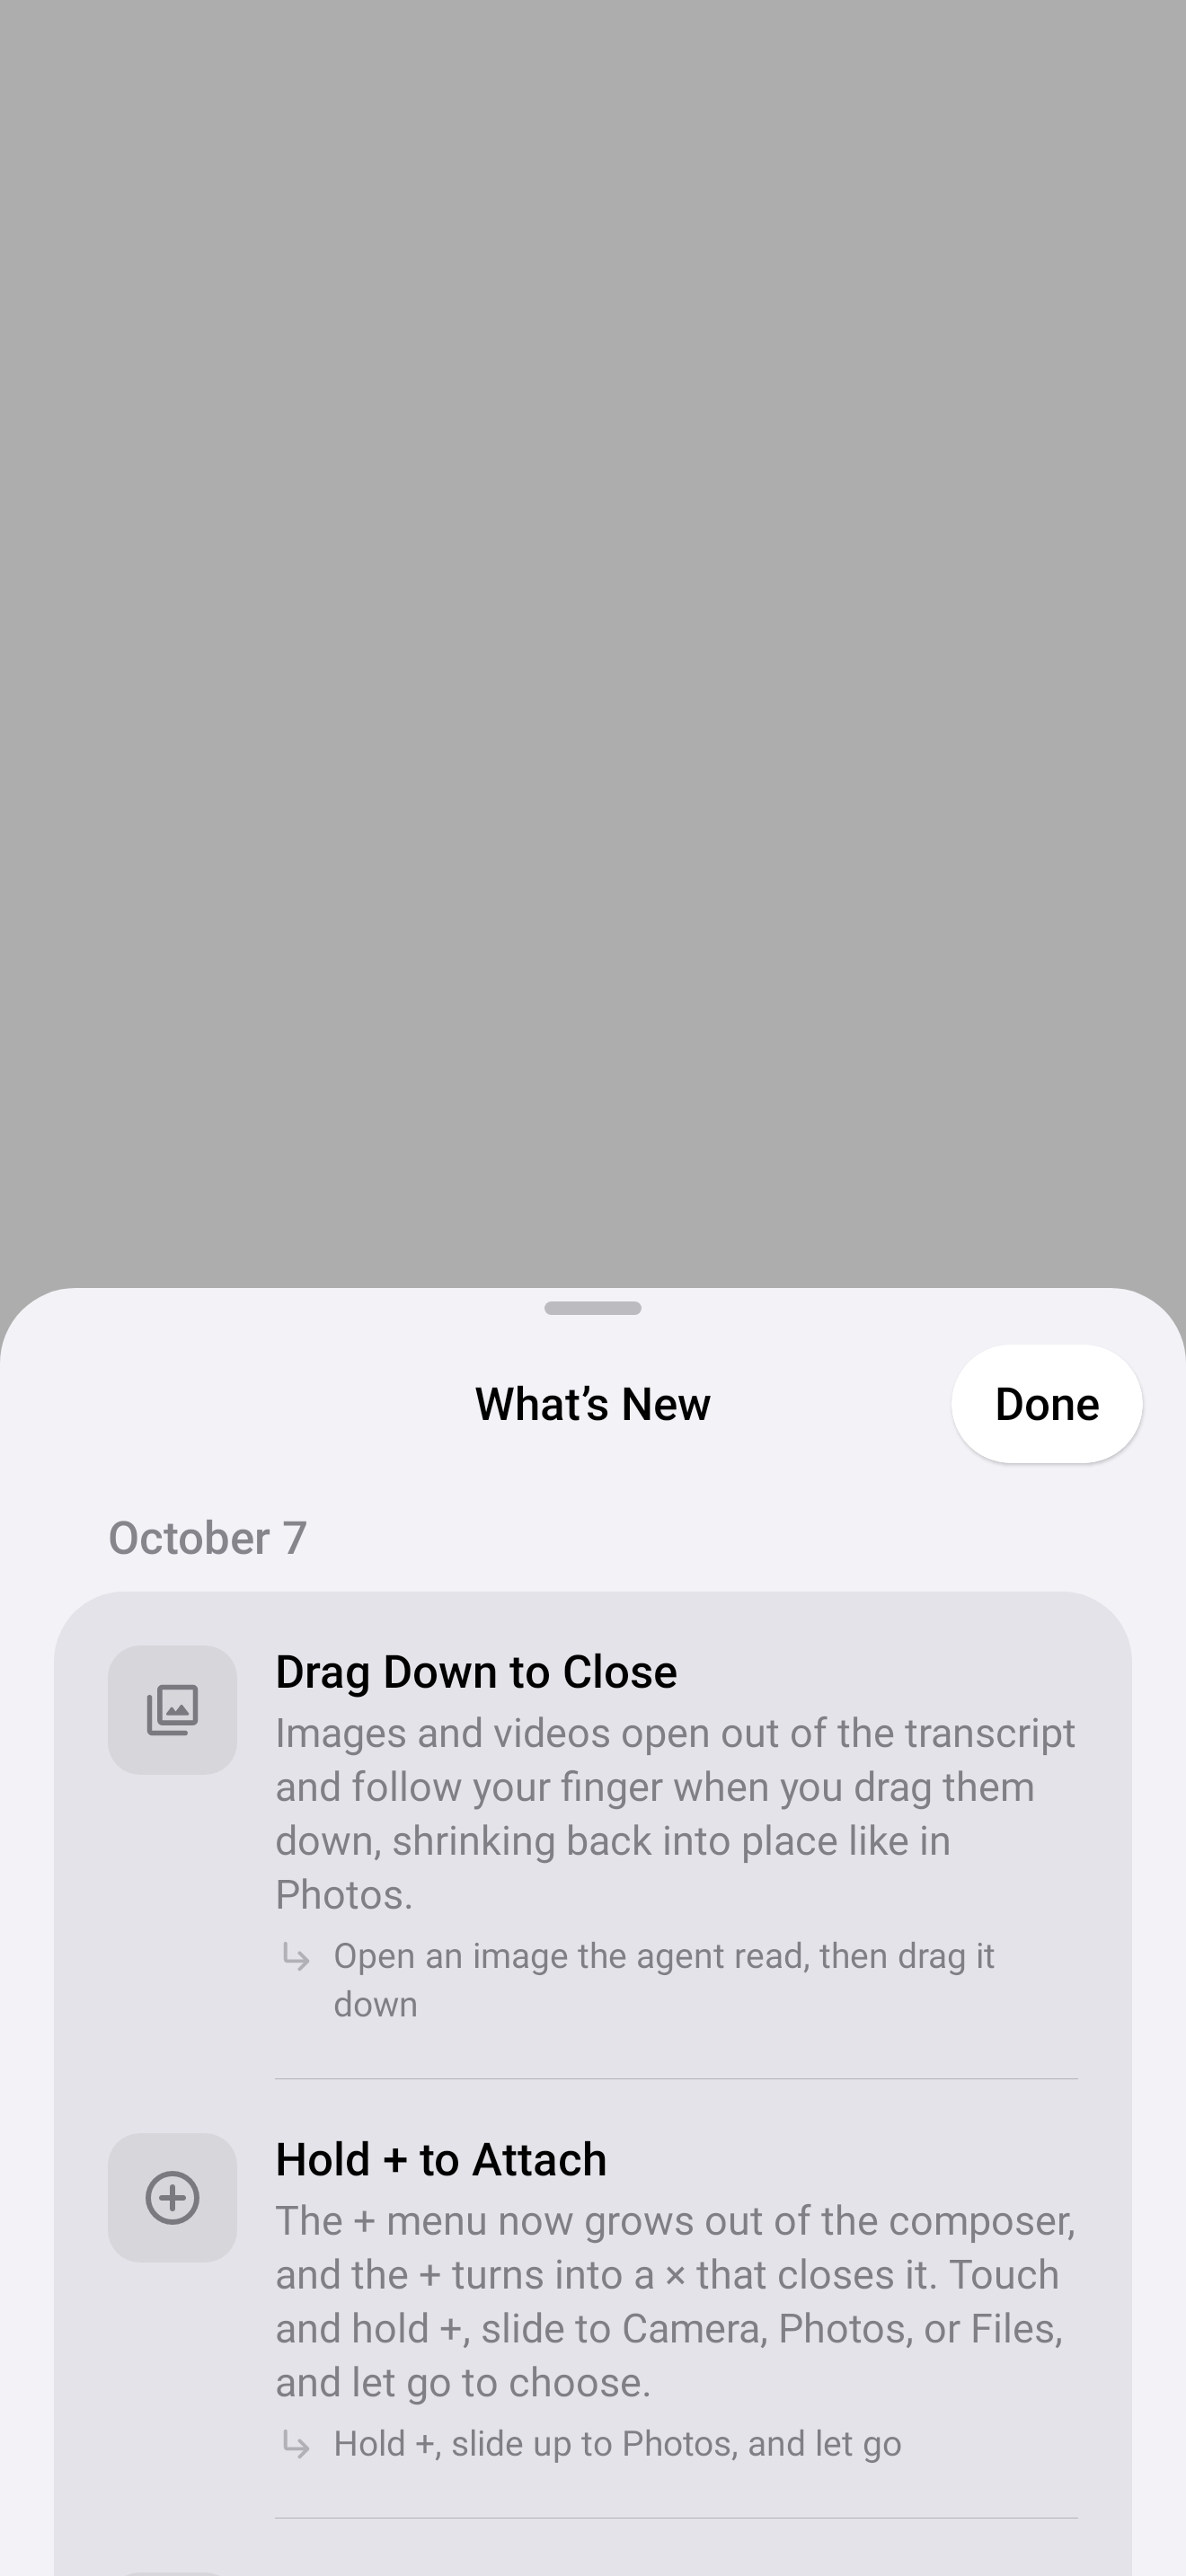 What’s New
Done
October 7
Drag Down to Close
Images and videos open out of the transcript
and follow your finger when you drag them
down, shrinking back into place like in
Photos.
Open an image the agent read, then drag it
down
Hold + to Attach
The + menu now grows out of the composer,
and the + turns into a × that closes it. Touch
and hold +, slide to Camera, Photos, or Files,
and let go to choose.
Hold +, slide up to Photos, and let go